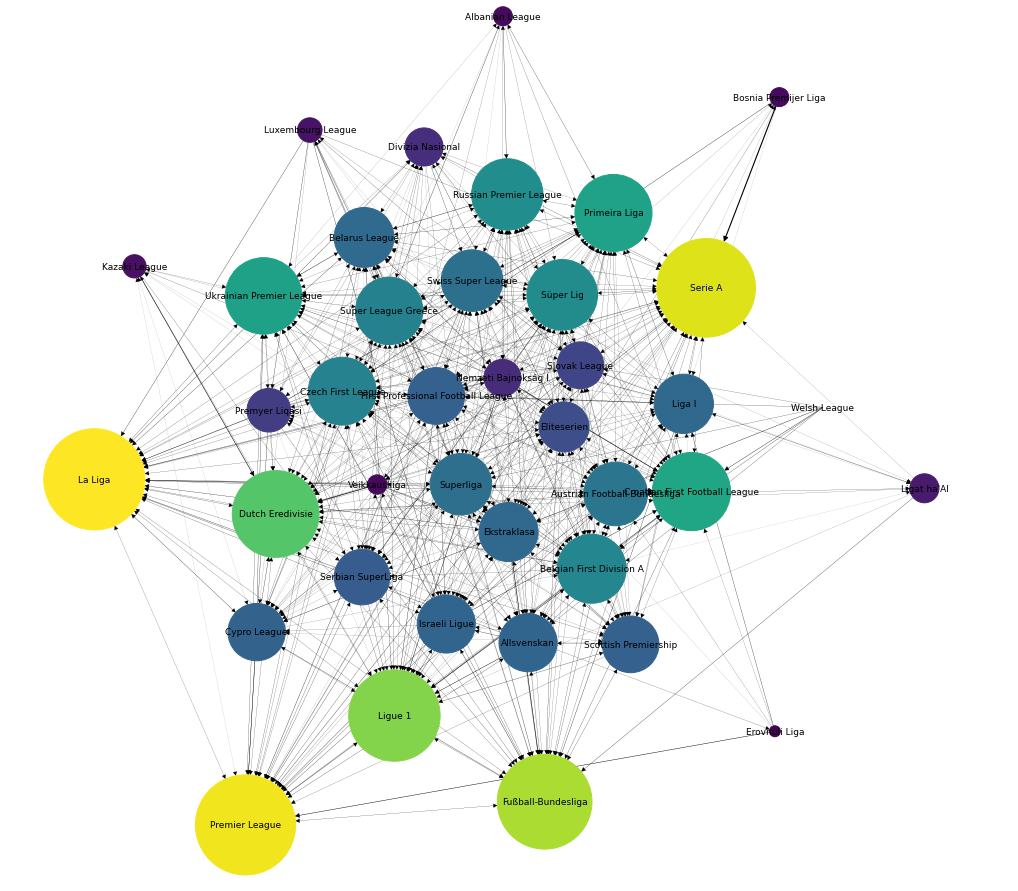 Albanian League
Bosnia Premijer Liga
Luxembourg League
Divizia Nasional
Russian Premier League
Primeira Liga
Belarus League
Kazakh League
Swiss Super League
Serie A
Ukrainian Premier League
Süper Lig
Super League Greece
Slovak League
Nemzeti Bajnokság I
Czech First League
First Professional Football League
Liga I
Welsh League
Premyer Liqası
Eliteserien
La Liga
Veikkausliiga
Superliga
Ligat ha'Al
Austrian Football Bundesliga
Croatian First Football League
Dutch Eredivisie
Ekstraklasa
Belgian First Division A
Serbian SuperLiga
Israeli Ligue
Cypro League
Allsvenskan
Scottish Premiership
Ligue 1
Erovnuli Liga
Fußball-Bundesliga
Premier League